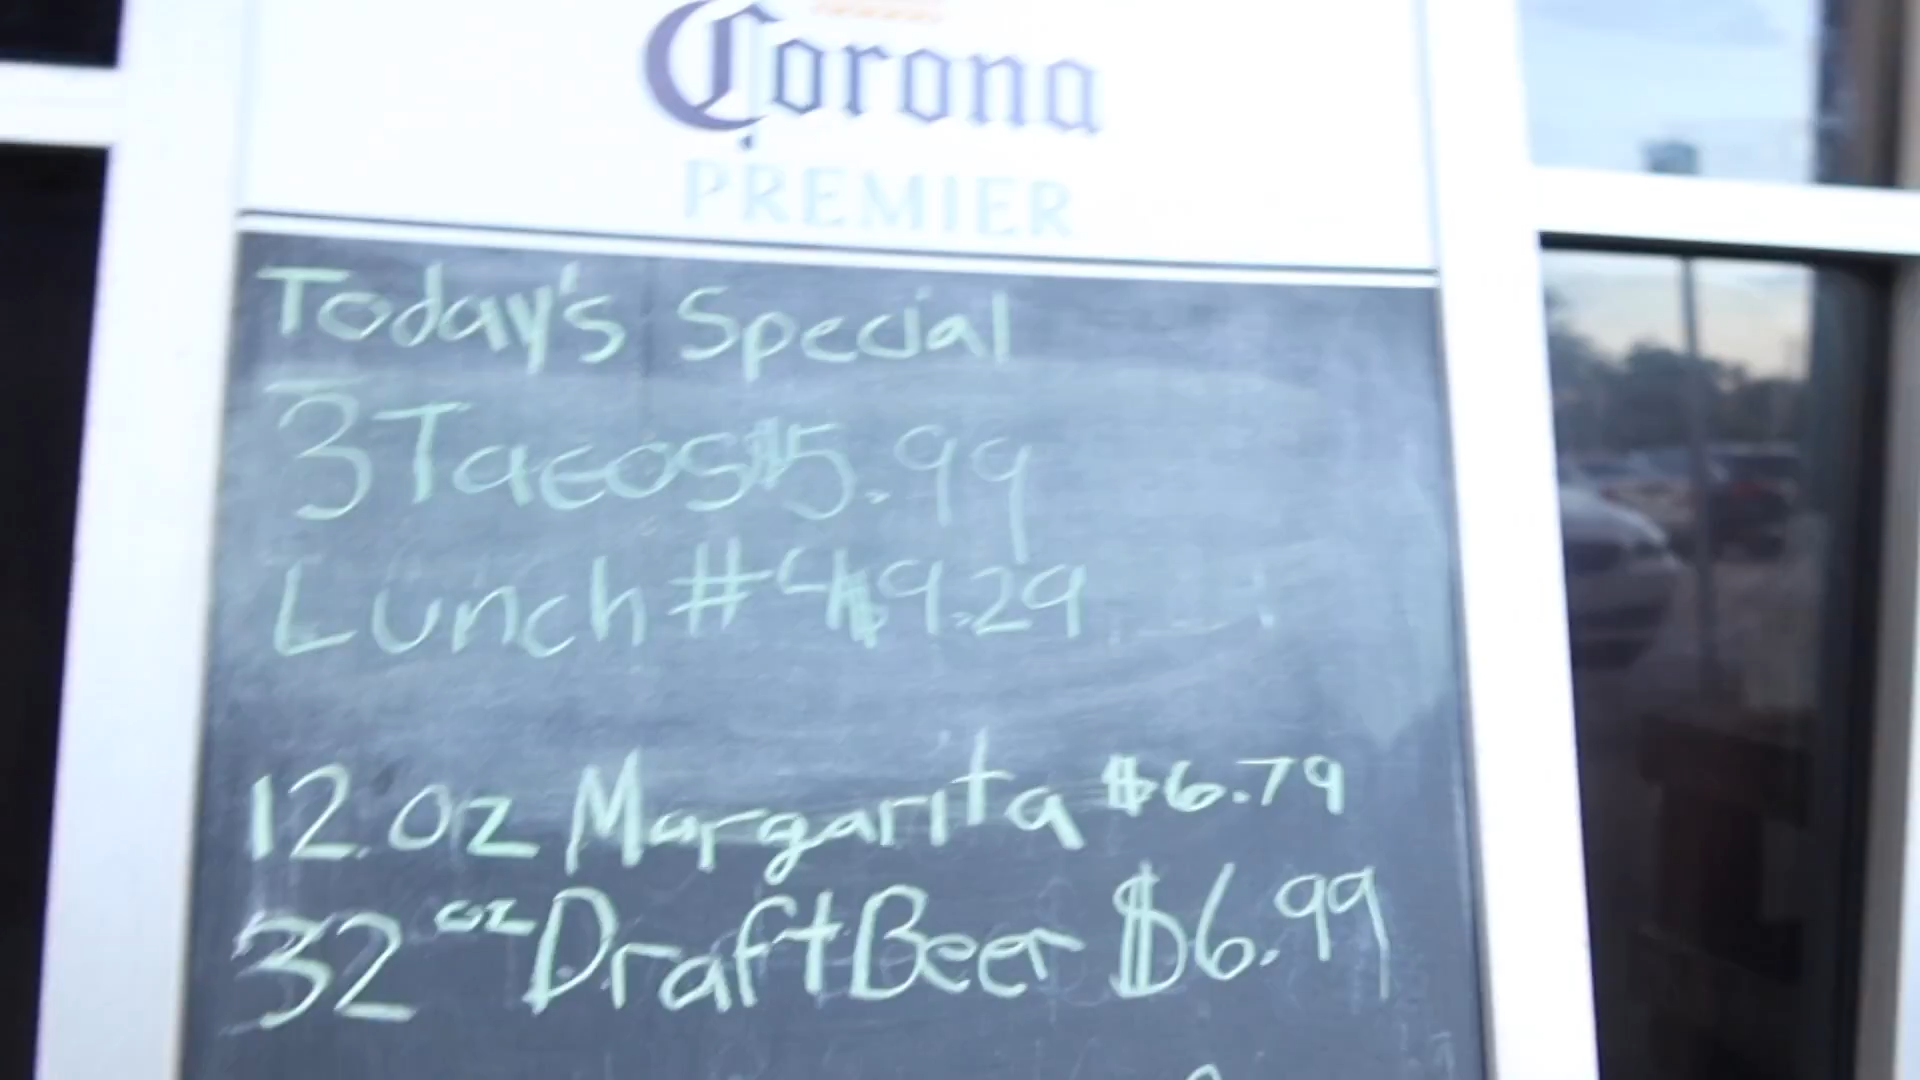 Corona
PREMIER
Today's Special
3 Tacos $5.99
Lunch #4 $9.29
12.oz Margarita $6.79
32 oz Draft Beer $6.99